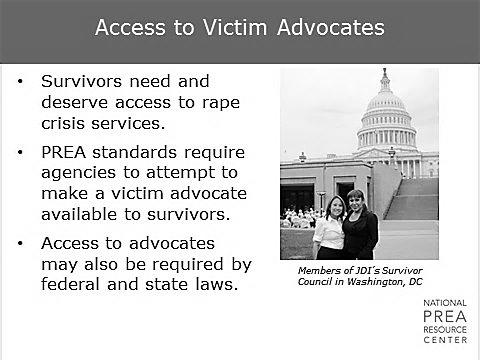 Access to Victim Advocates
• Survivors need and
deserve access to rape
crisis services.
• PREA standards require
agencies to attempt to
make a victim advocate
available to survivors.
• Access to advocates
may also be required by
federal and state laws.
Members of JDI's Survivor
Council in Washington, DC
NATIONAL
PREA
RESOURCE
CENTER